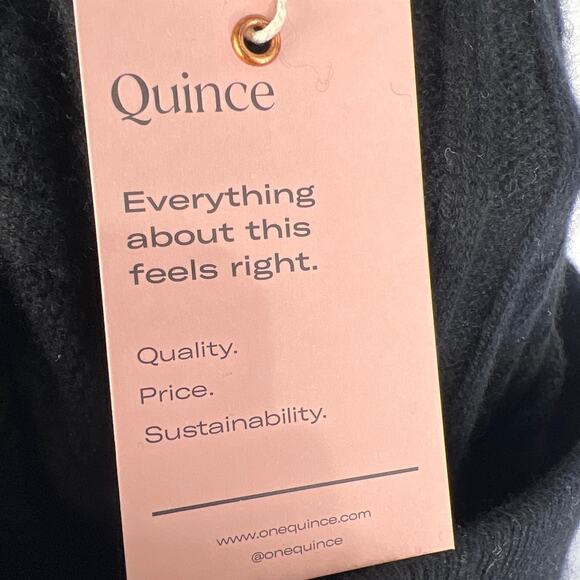 Quince
Everything
about this
feels right.
Quality.
Price.
Sustainability.
www.onequince.com
@onequince